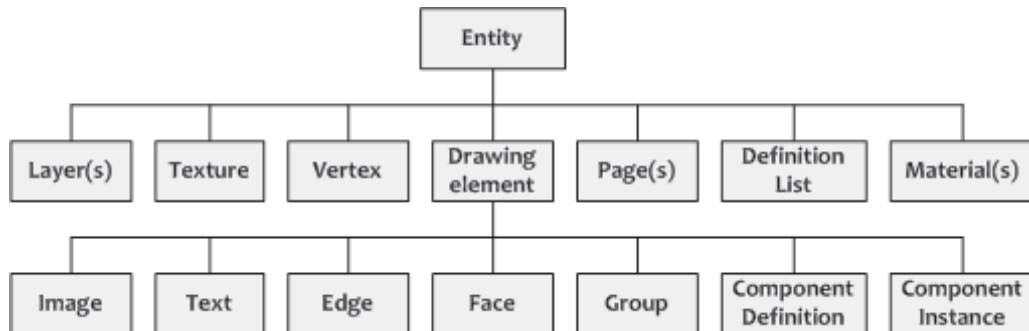 Entity
Layer(s)
Texture
Vertex
Drawing
element
Page(s)
Definition
List
Material(s)
Image
Text
Edge
Face
Group
Component
Definition
Component
Instance